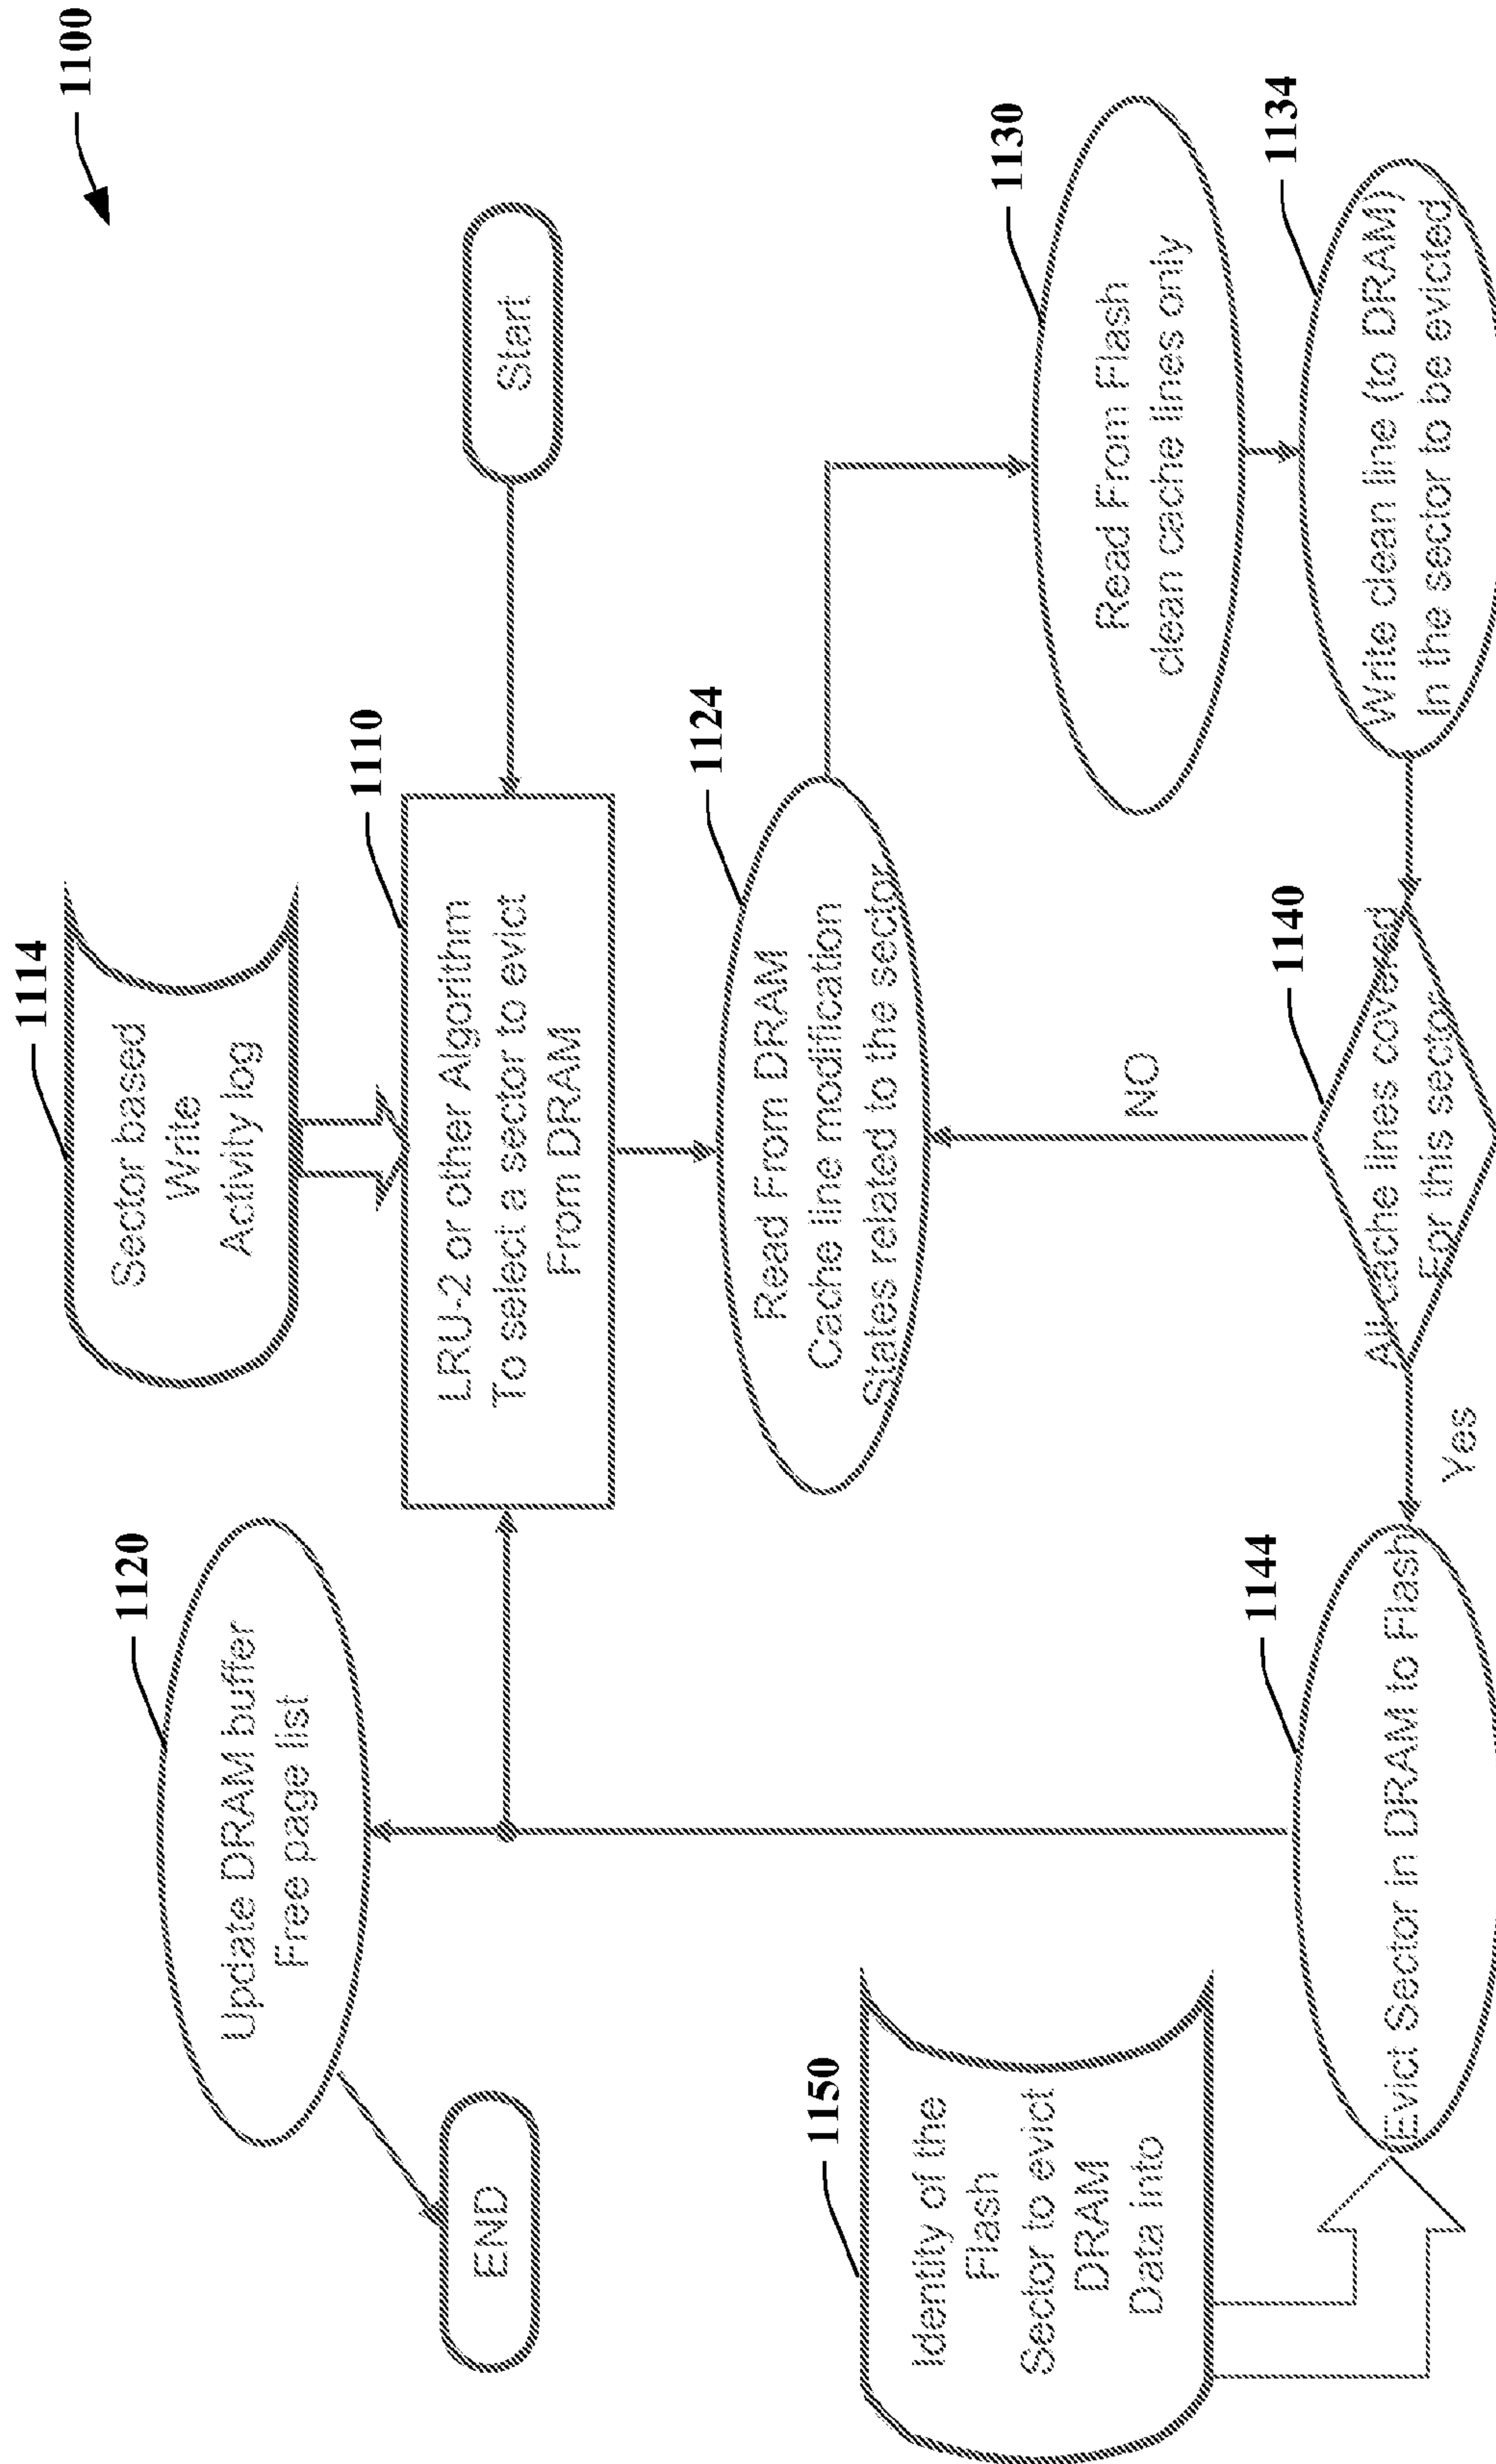 1100
1114
Sector based
Write
Activity log
1120
Update DRAM buffer
Free page list
1110
LRU-2 or other Algorithm
To select a sector to evict
From DRAM
Start
END
1124
Read From DRAM
Cache line modification
States related to the sector
1150
Identity of the
Flash
Sector to evict
DRAM
Data into
NO
1130
Read From Flash
clean cache lines only
1144
Evict Sector in DRAM to Flash
Yes
1140
All cache lines covered
For this sector
1134
Write clean line (to DRAM)
In the sector to be evicted